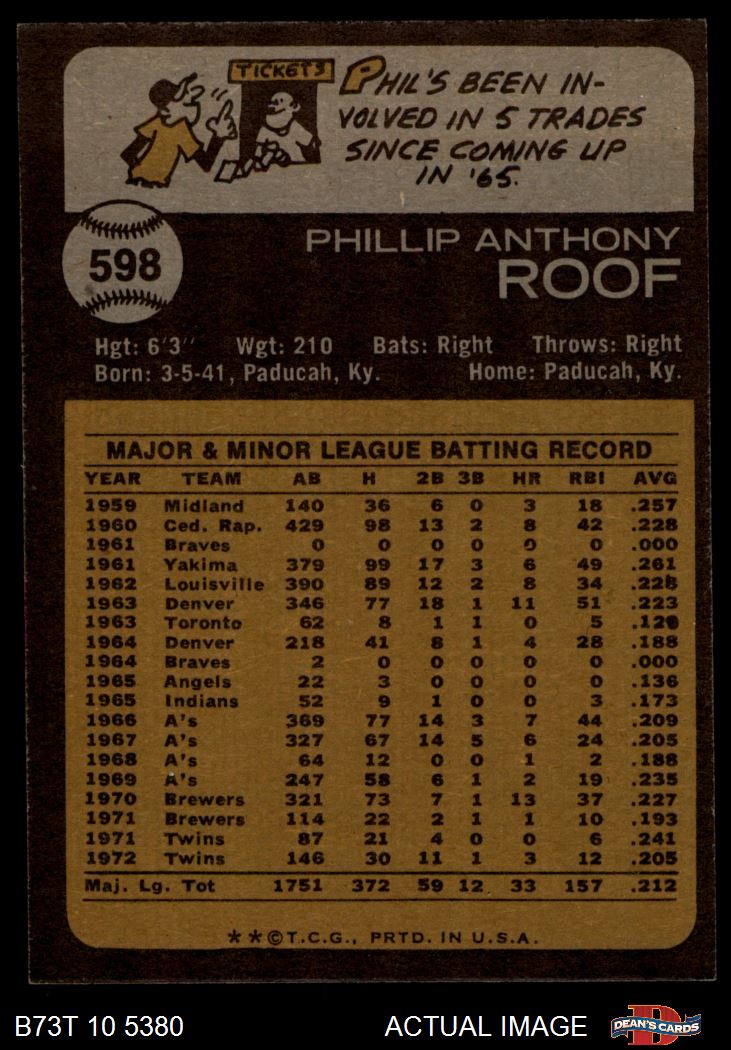 TICKETS
PHIL'S BEEN IN-
VOLVED IN 5 TRADES
SINCE COMING UP
IN '65.
598
PHILLIP ANTHONY
ROOF
Hgt: 6'3" Wgt: 210 Bats: Right Throws: Right
Born: 3-5-41, Paducah, Ky. Home: Paducah, Ky.
MAJOR & MINOR LEAGUE BATTING RECORD
YEAR TEAM AB H 2B 3B HR RBI AVG
1959 Midland 140 36 6 0 3 18 .257
1960 Ced. Rap. 429 98 13 2 8 42 .228
1961 Braves 0 0 0 0 0 0 .000
1961 Yakima 379 99 17 3 6 49 .261
1962 Louisville 390 89 12 2 8 34 .228
1963 Denver 346 77 18 1 11 51 .223
1963 Toronto 62 8 1 1 0 5 .129
1964 Denver 218 41 8 1 4 28 .188
1964 Braves 2 0 0 0 0 0 .000
1965 Angels 22 3 0 0 0 0 .136
1965 Indians 52 9 1 0 0 3 .173
1966 A's 369 77 14 3 7 44 .209
1967 A's 327 67 14 5 6 24 .205
1968 A's 64 12 0 0 1 2 .188
1969 A's 247 58 6 1 2 19 .235
1970 Brewers 321 73 7 1 13 37 .227
1971 Brewers 114 22 2 1 1 10 .193
1971 Twins 87 21 4 0 0 6 .241
1972 Twins 146 30 11 1 3 12 .205
Maj. Lg. Tot 1751 372 59 12 33 157 .212
**©T.C.G., PRTD. IN U.S.A.
B73T 10 5380 ACTUAL IMAGE DEAN'S CARDS